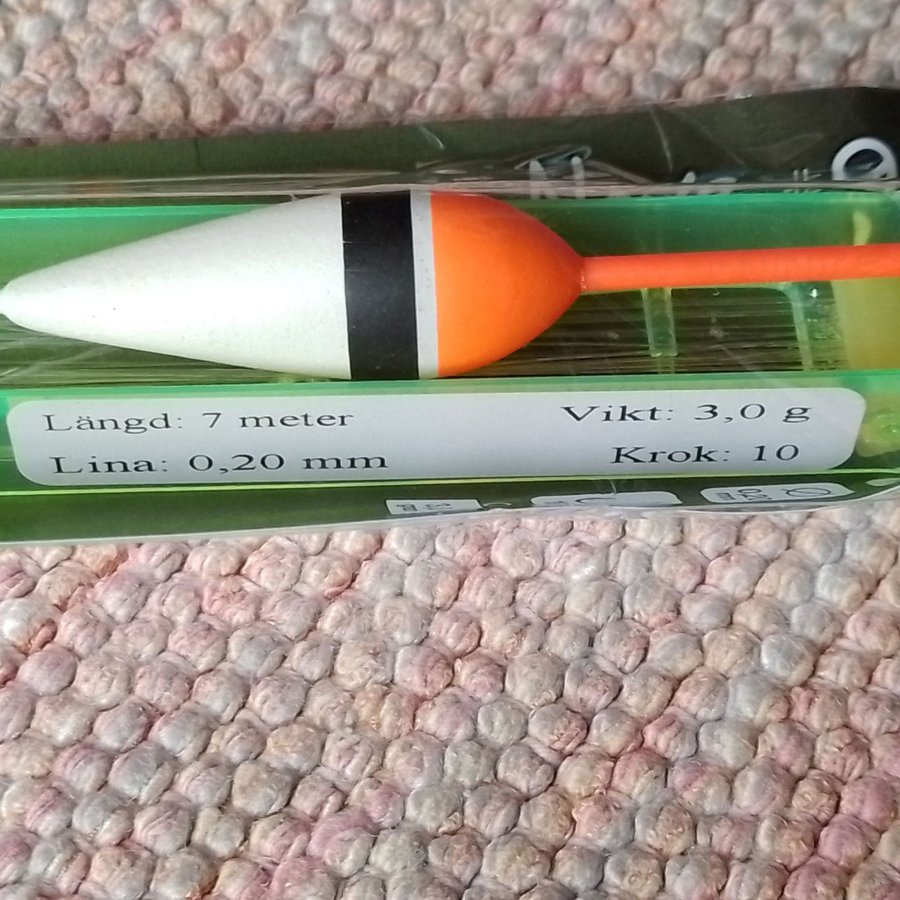 Längd: 7 meter
Vikt: 3,0 g
Lina: 0,20 mm
Krok: 10